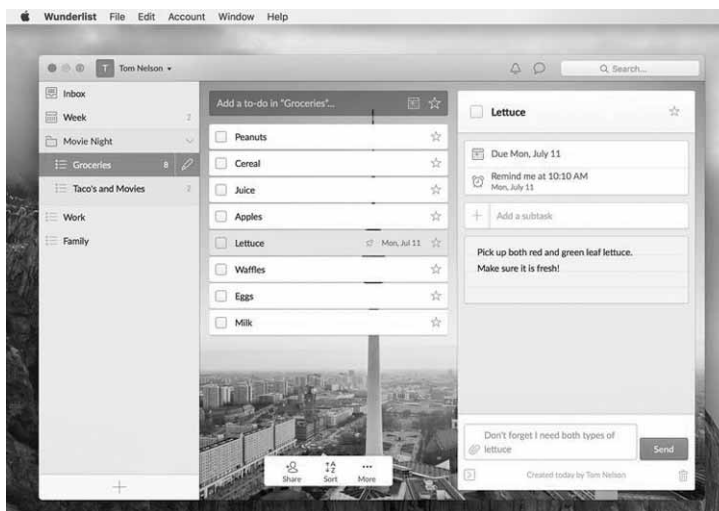 Wunderlist File Edit Account Window Help
T Tom Nelson
Search...
Inbox
Week 2
Movie Night
Groceries 8
Taco's and Movies 2
Work
Family
Add a to-do in "Groceries"...
Peanuts
Cereal
Juice
Apples
Lettuce Mon, Jul 11
Waffles
Eggs
Milk
Share Sort More
Lettuce
Due Mon, July 11
Remind me at 10:10 AM
Mon, July 11
Add a subtask
Pick up both red and green leaf lettuce.
Make sure it is fresh!
Don't forget I need both types of
lettuce
Send
Created today by Tom Nelson